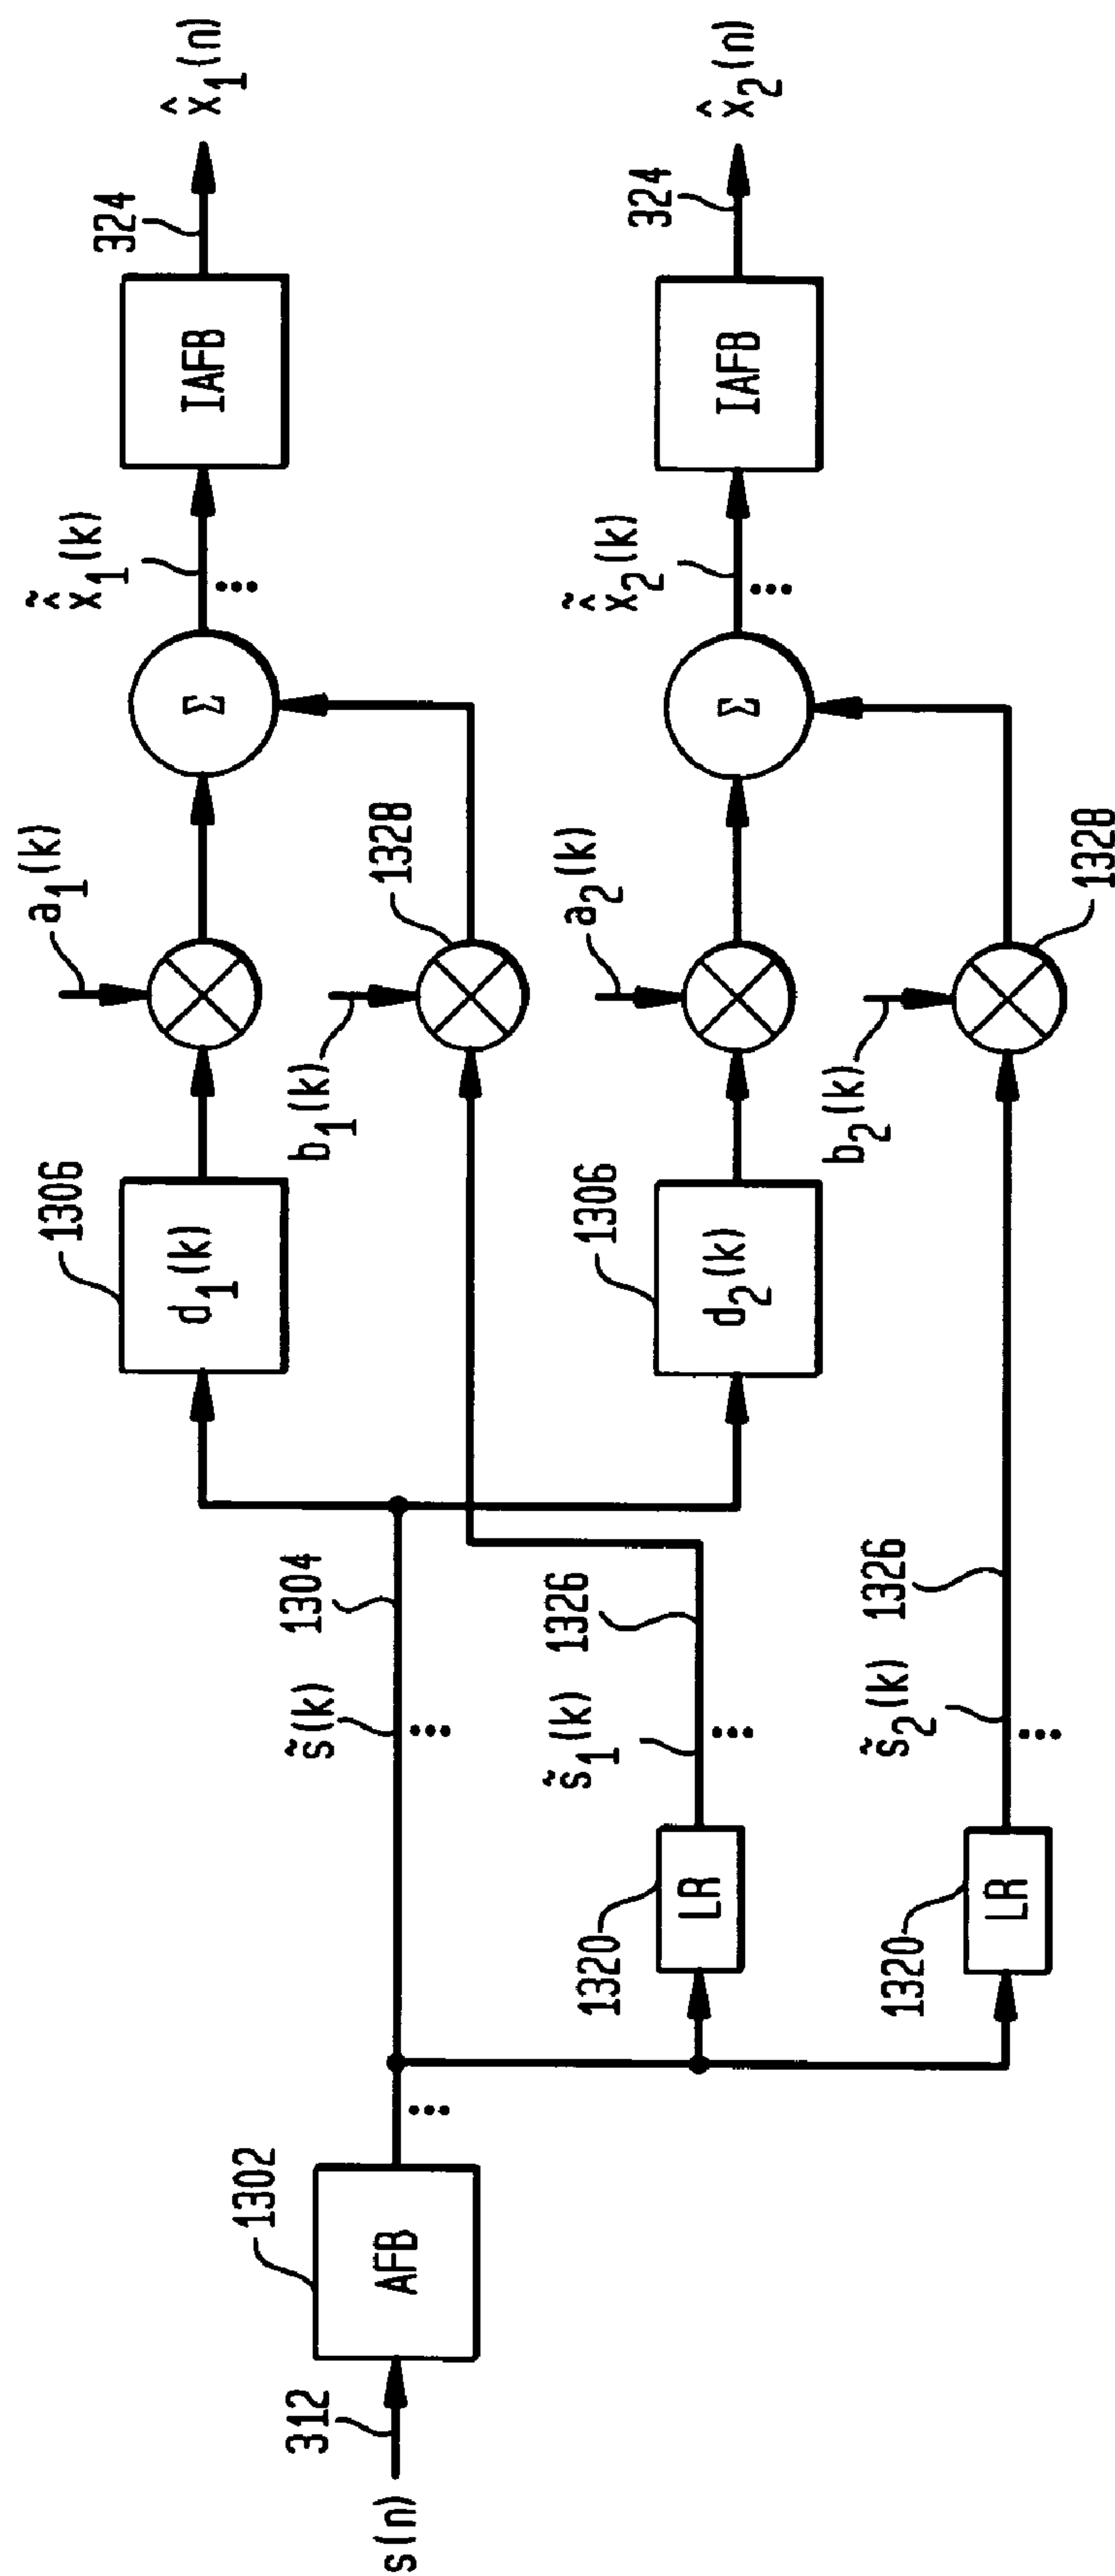 s(n)
312
AFB
1302
s̃(k)
1304
LR
1320
s̃₁(k)
1326
LR
1320
s̃₂(k)
1326
d₁(k)
1306
a₁(k)
b₁(k)
1328
Σ
x̃̂₁(k)
IAFB
324
x̂₁(n)
d₂(k)
1306
a₂(k)
b₂(k)
1328
Σ
x̃̂₂(k)
IAFB
324
x̂₂(n)